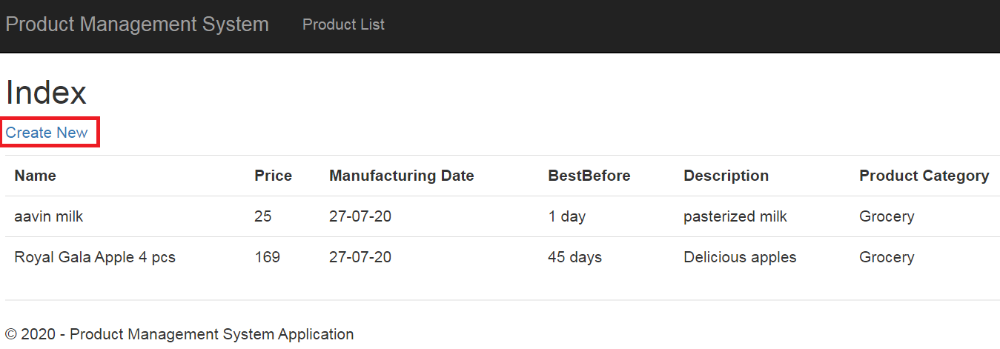 Product Management System Product List
Index
Create New
Name Price Manufacturing Date BestBefore Description Product Category
aavin milk 25 27-07-20 1 day pasterized milk Grocery
Royal Gala Apple 4 pcs 169 27-07-20 45 days Delicious apples Grocery
© 2020 - Product Management System Application